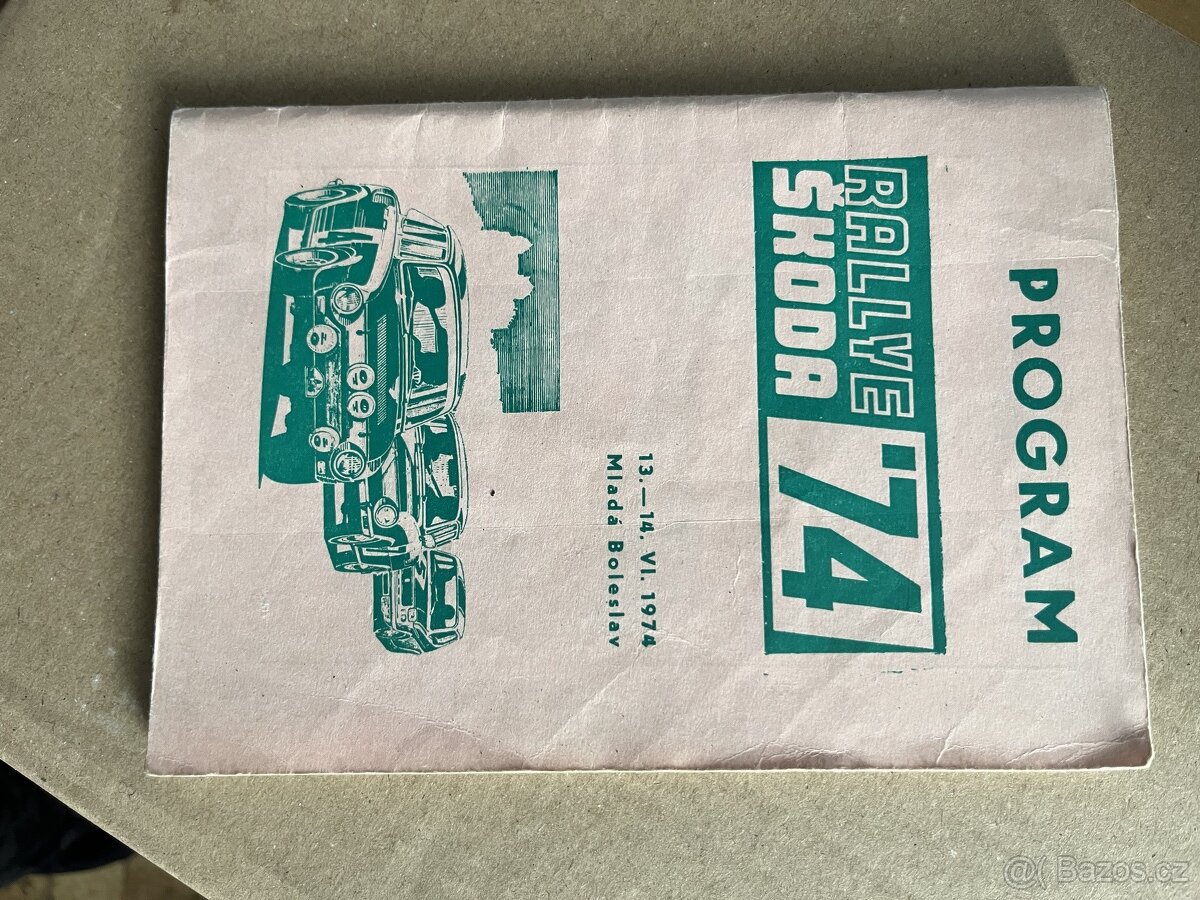 PROGRAM
RALLYE
ŠKODA '74
13.—14. VI. 1974
Mladá Boleslav
@( Bazos.cz